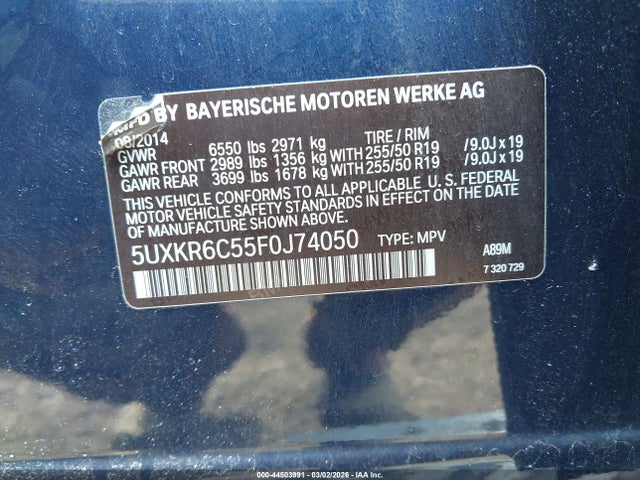 MFD BY BAYERISCHE MOTOREN WERKE AG
08/2014 TIRE / RIM
GVWR 6550 lbs 2971 kg
GAWR FRONT 2989 lbs 1356 kg WITH 255/50 R19 /9.0J x 19
GAWR REAR 3699 lbs 1678 kg WITH 255/50 R19 /9.0J x 19
THIS VEHICLE CONFORMS TO ALL APPLICABLE U. S. FEDERAL
MOTOR VEHICLE SAFETY STANDARDS IN EFFECT ON THE DATE
OF MANUFACTURE SHOWN ABOVE.
5UXKR6C55F0J74050 TYPE: MPV A89M
7 320 729
000-44503991 - 03/02/2026 - IAA Inc.